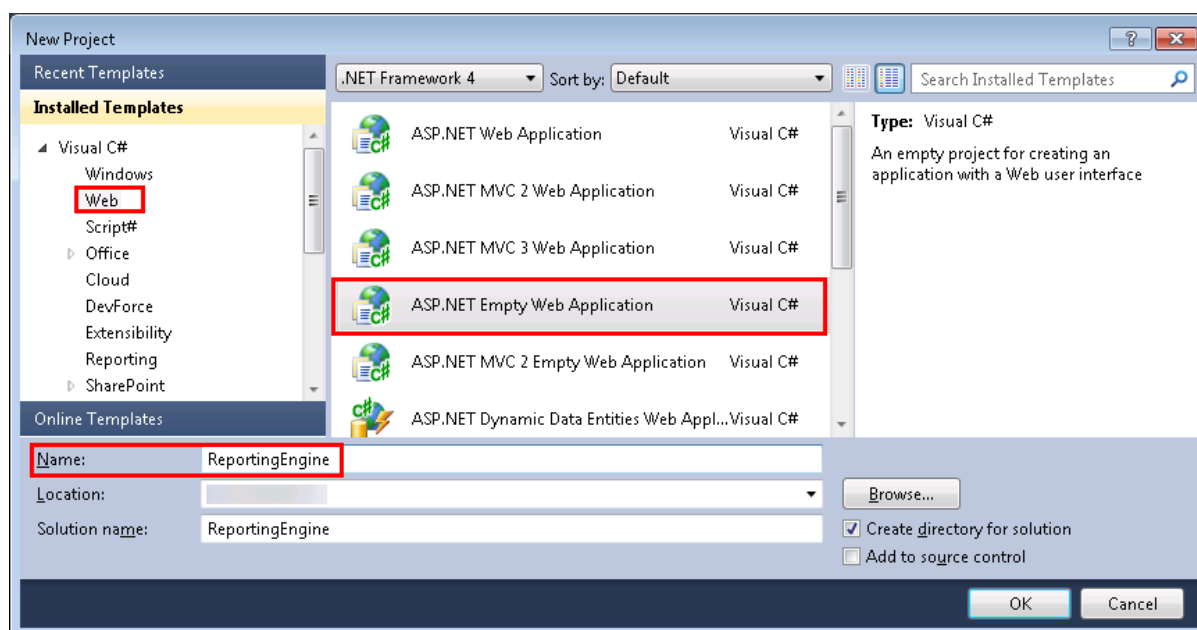 New Project
Recent Templates
Installed Templates
Visual C#
Windows
Web
Script#
Office
Cloud
DevForce
Extensibility
Reporting
SharePoint
Online Templates
.NET Framework 4 Sort by: Default
Search Installed Templates
ASP.NET Web Application Visual C#
ASP.NET MVC 2 Web Application Visual C#
ASP.NET MVC 3 Web Application Visual C#
ASP.NET Empty Web Application Visual C#
ASP.NET MVC 2 Empty Web Application Visual C#
ASP.NET Dynamic Data Entities Web Appl...Visual C#
Type: Visual C#
An empty project for creating an
application with a Web user interface
Name: ReportingEngine
Location:
Browse...
Solution name: ReportingEngine
Create directory for solution
Add to source control
OK Cancel